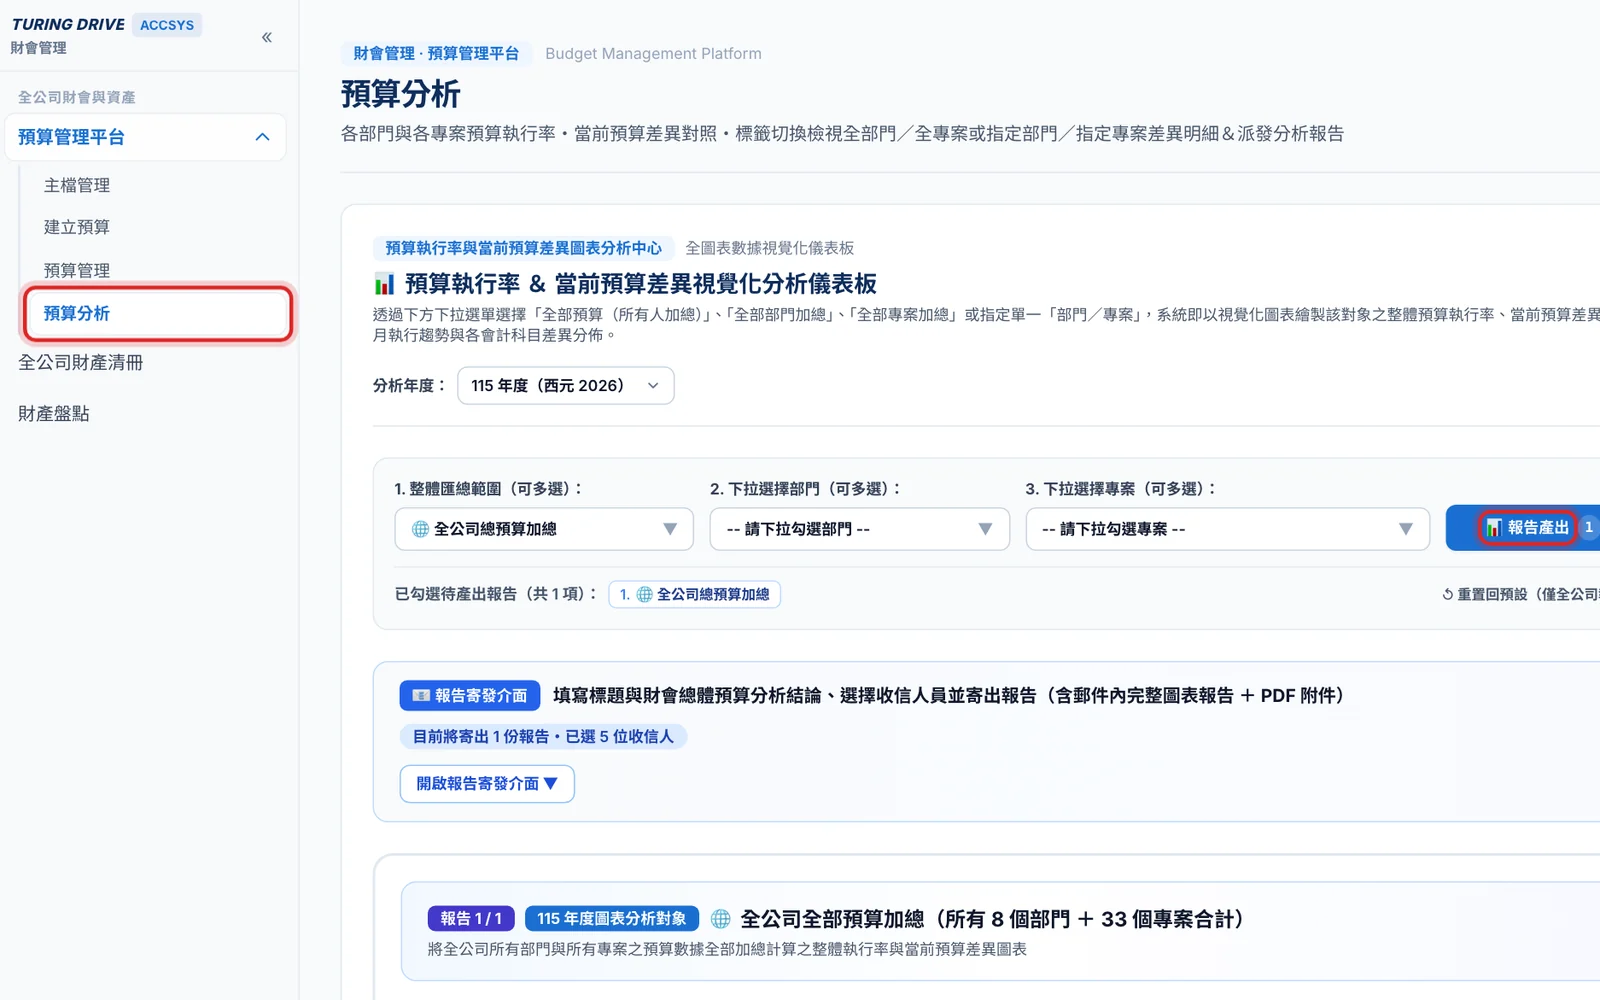 TURING DRIVE ACCSYS
財會管理
«
全公司財會與資產
預算管理平台
主檔管理
建立預算
預算管理
預算分析
全公司財產清冊
財產盤點
財會管理 · 預算管理平台 Budget Management Platform
預算分析
各部門與各專案預算執行率・當前預算差異對照・標籤切換檢視全部門／全專案或指定部門／指定專案差異明細＆派發分析報告
預算執行率與當前預算差異圖表分析中心 全圖表數據視覺化儀表板
📊 預算執行率 ＆ 當前預算差異視覺化分析儀表板
透過下方下拉選單選擇「全部預算（所有人加總）」、「全部部門加總」、「全部專案加總」或指定單一「部門／專案」，系統即以視覺化圖表繪製該對象之整體預算執行率、當前預算差異
月執行趨勢與各會計科目差異分佈。
分析年度： 115 年度（西元 2026）
1. 整體匯總範圍（可多選）： 2. 下拉選擇部門（可多選）： 3. 下拉選擇專案（可多選）：
🌐 全公司總預算加總 ▼ -- 請下拉勾選部門 -- ▼ -- 請下拉勾選專案 -- ▼ 📊 報告產出 1
已勾選待產出報告（共 1 項）： 1. 🌐 全公司總預算加總 重置回預設（僅全公司
📧 報告寄發介面 填寫標題與財會總體預算分析結論、選擇收信人員並寄出報告（含郵件內完整圖表報告 ＋ PDF 附件）
目前將寄出 1 份報告・已選 5 位收信人
開啟報告寄發介面 ▼
報告 1 / 1 115 年度圖表分析對象 🌐 全公司全部預算加總（所有 8 個部門 ＋ 33 個專案合計）
將全公司所有部門與所有專案之預算數據全部加總計算之整體執行率與當前預算差異圖表